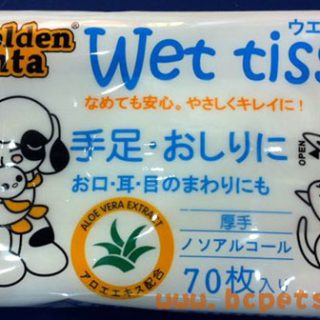 Wet
ウエ
なめても安心。やさしくキレイに！
手足・おしりに
OPEN
お口・耳・目のまわりにも
ALOE VERA EXTRACT
アロエエキス配合
厚手
ノンアルコール
70枚入り
www.bcpets